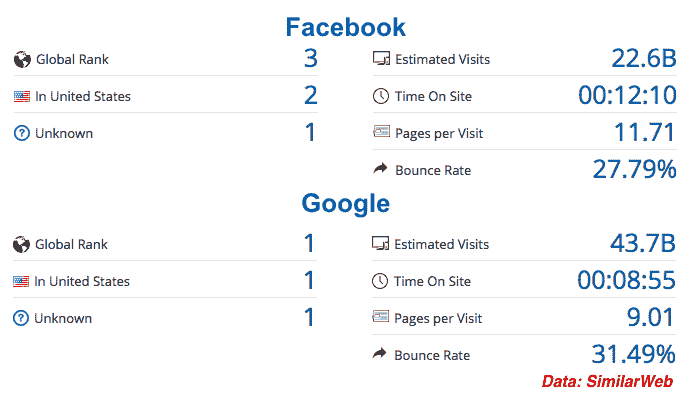 Facebook
Global Rank 3 Estimated Visits 22.6B
In United States 2 Time On Site 00:12:10
Unknown 1 Pages per Visit 11.71
Bounce Rate 27.79%
Google
Global Rank 1 Estimated Visits 43.7B
In United States 1 Time On Site 00:08:55
Unknown 1 Pages per Visit 9.01
Bounce Rate 31.49%
Data: SimilarWeb